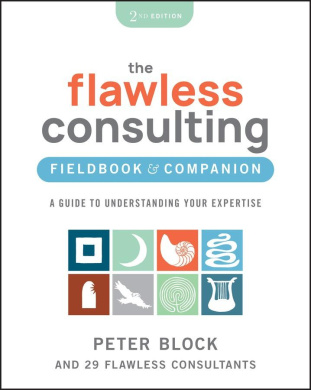 2ND EDITION
the
flawless
consulting
FIELDBOOK & COMPANION
A GUIDE TO UNDERSTANDING YOUR EXPERTISE
PETER BLOCK
AND 29 FLAWLESS CONSULTANTS